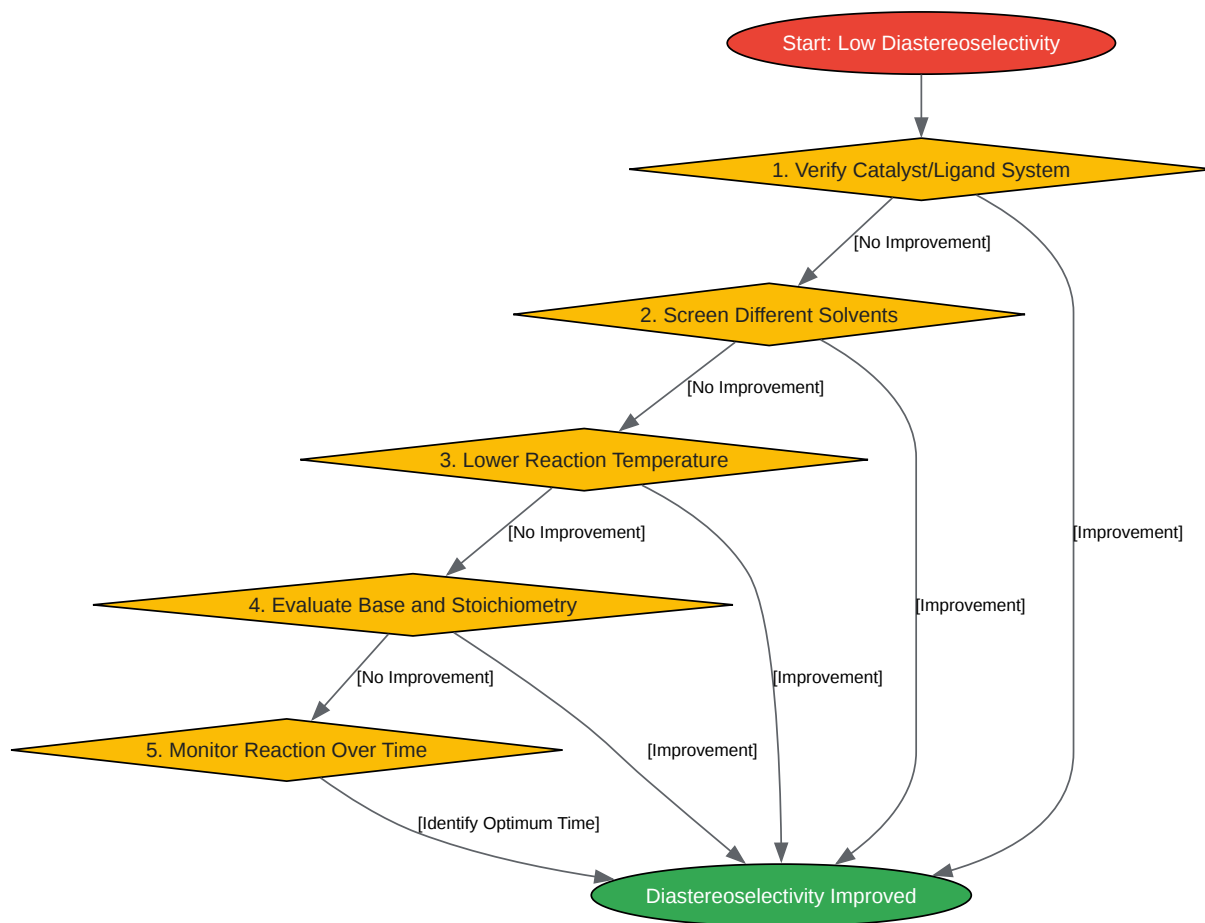 Start: Low Diastereoselectivity
1. Verify Catalyst/Ligand System
[No Improvement]
2. Screen Different Solvents
[No Improvement]
3. Lower Reaction Temperature
[No Improvement]
[Improvement]
4. Evaluate Base and Stoichiometry
[Improvement]
[No Improvement]
[Improvement]
5. Monitor Reaction Over Time
[Improvement]
[Identify Optimum Time]
Diastereoselectivity Improved